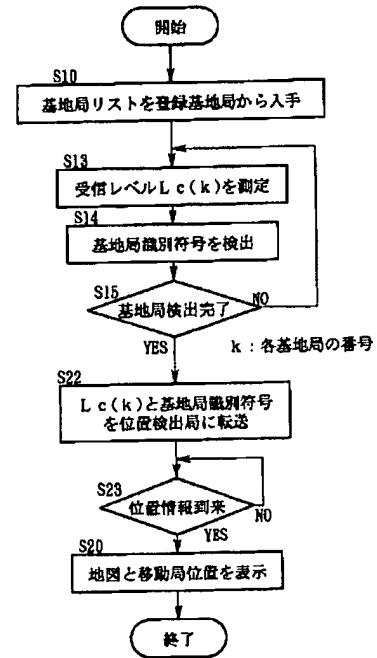 開始
S10
基地局リストを登録基地局から入手
S13
受信レベルLc(k)を測定
S14
基地局識別符号を検出
S15
基地局検出完了
NO
YES
k:各基地局の番号
S22
Lc(k)と基地局識別符号
を位置検出局に転送
S23
位置情報到来
NO
YES
S20
地図と移動局位置を表示
終了